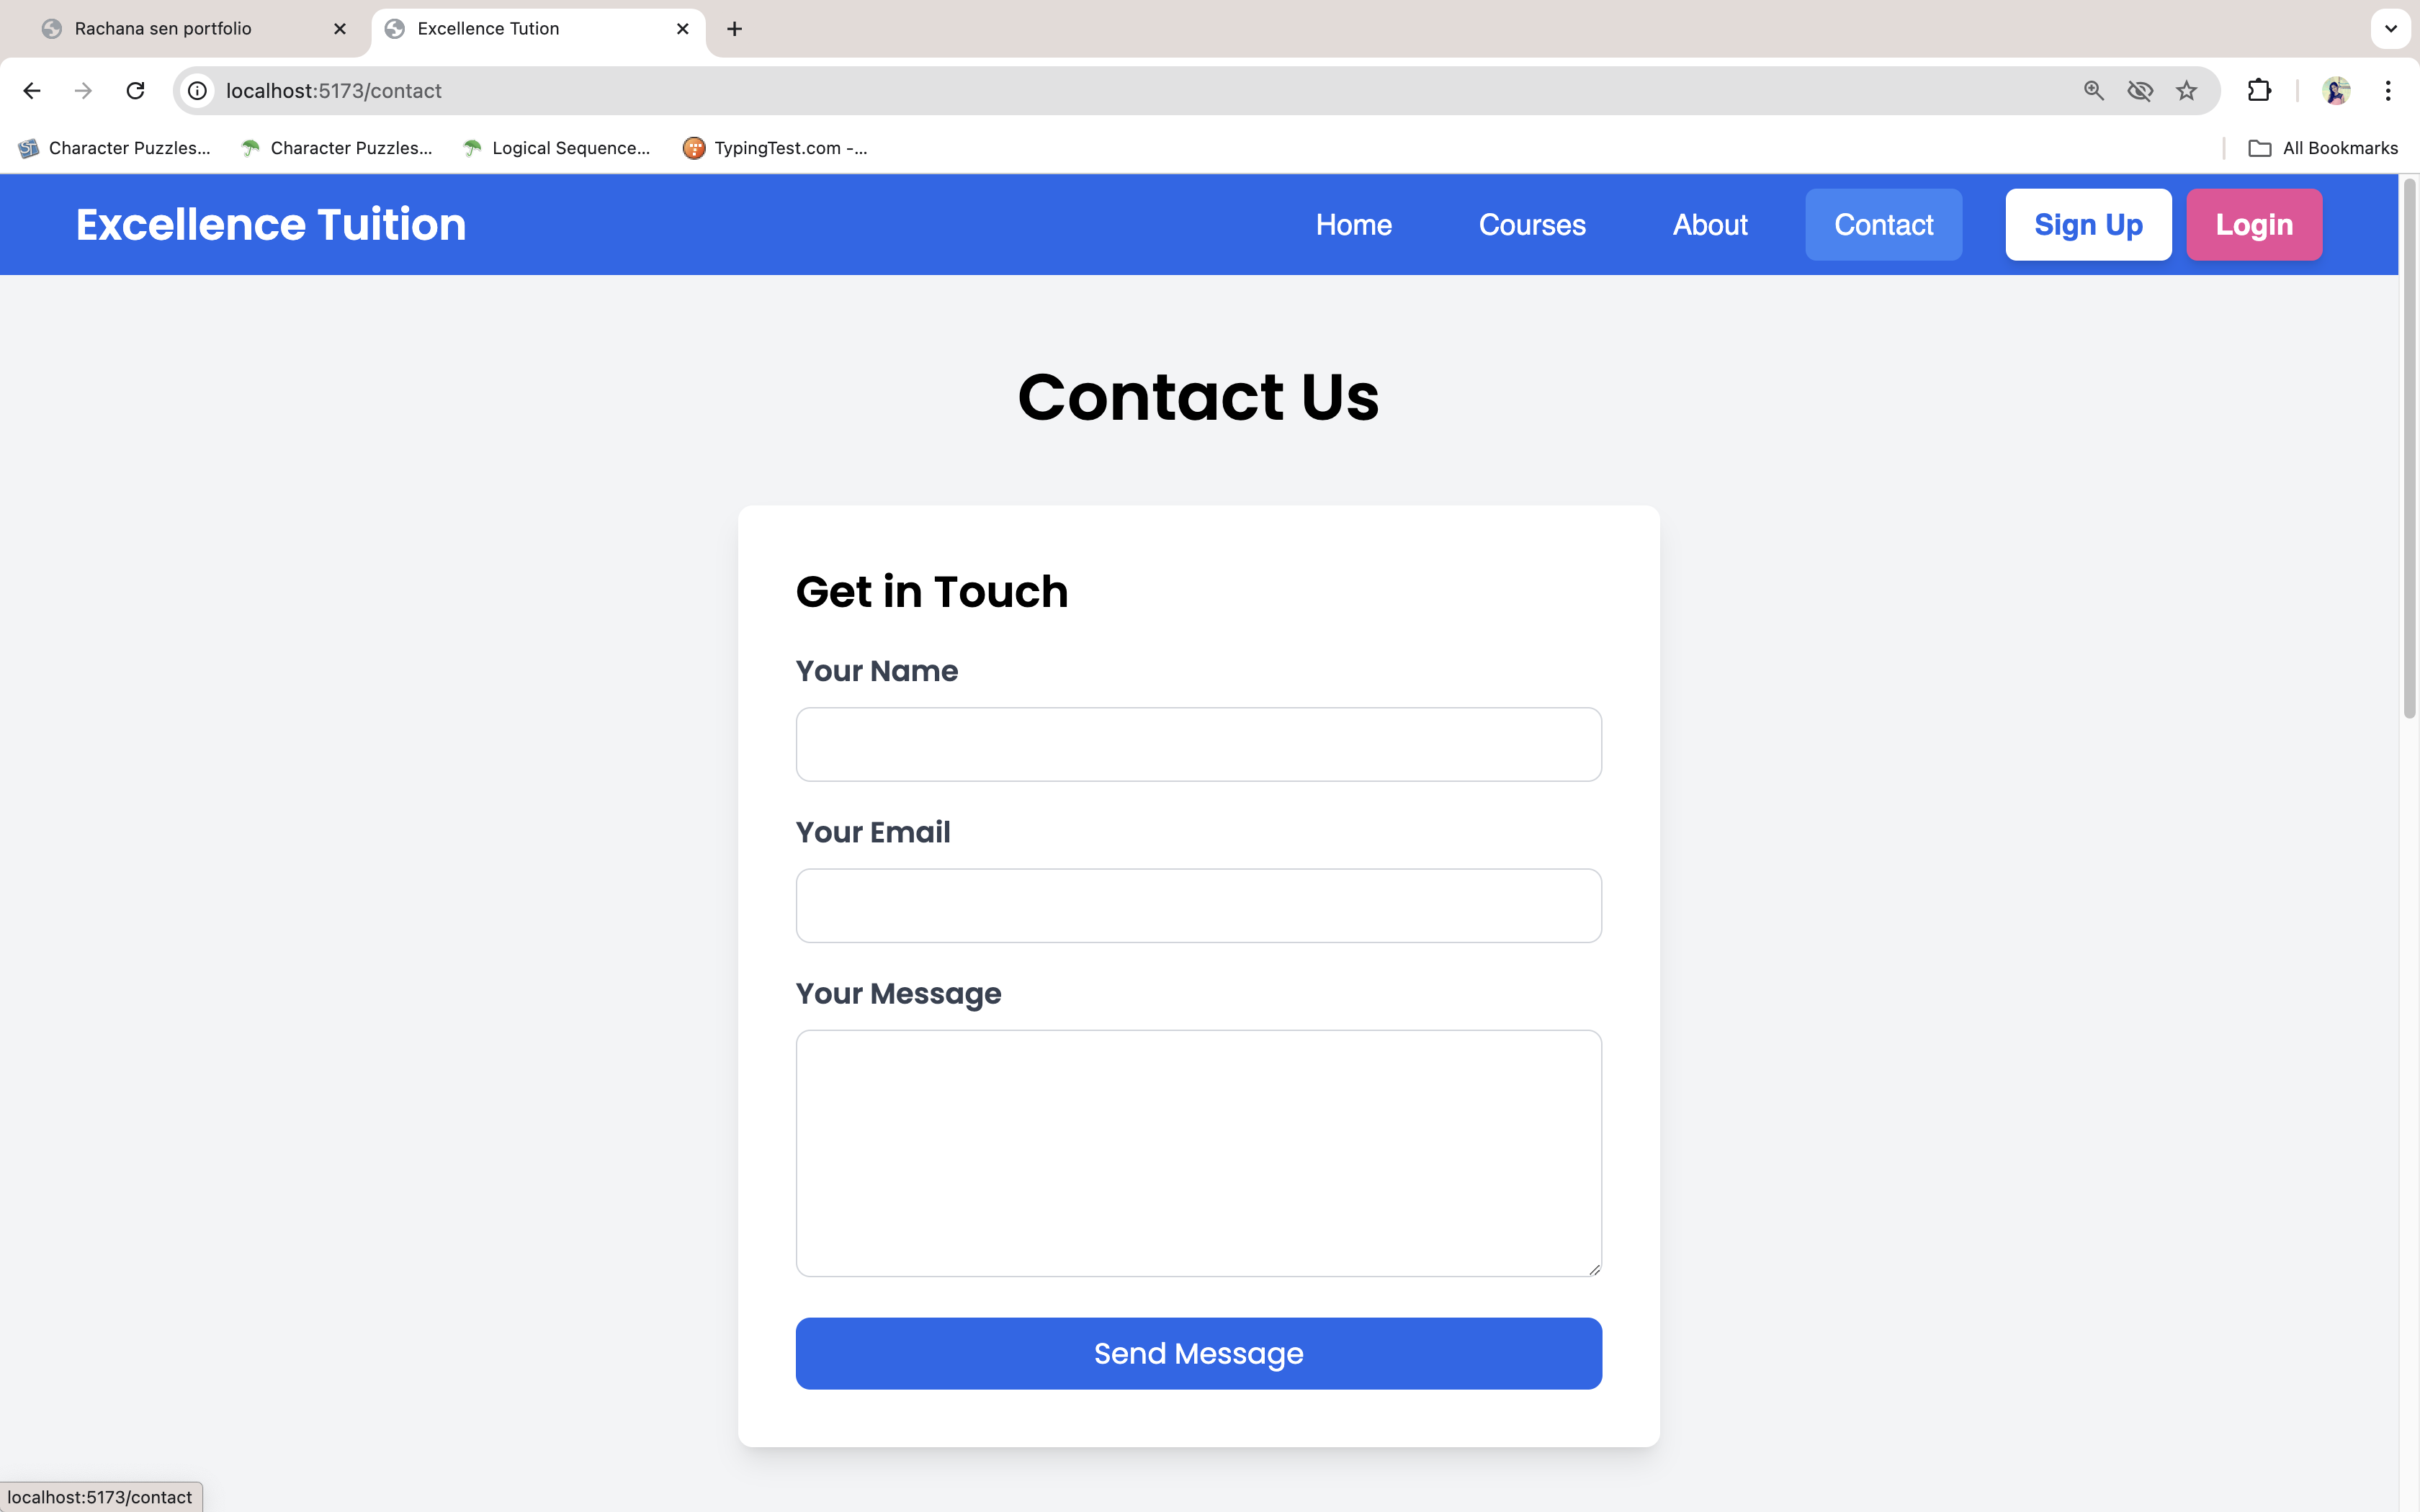 Rachana sen portfolio
Excellence Tution
localhost:5173/contact
Character Puzzles...
Character Puzzles...
Logical Sequence...
TypingTest.com -...
All Bookmarks
Excellence Tuition
Home
Courses
About
Contact
Sign Up
Login
Contact Us
Get in Touch
Your Name
Your Email
Your Message
Send Message
localhost:5173/contact